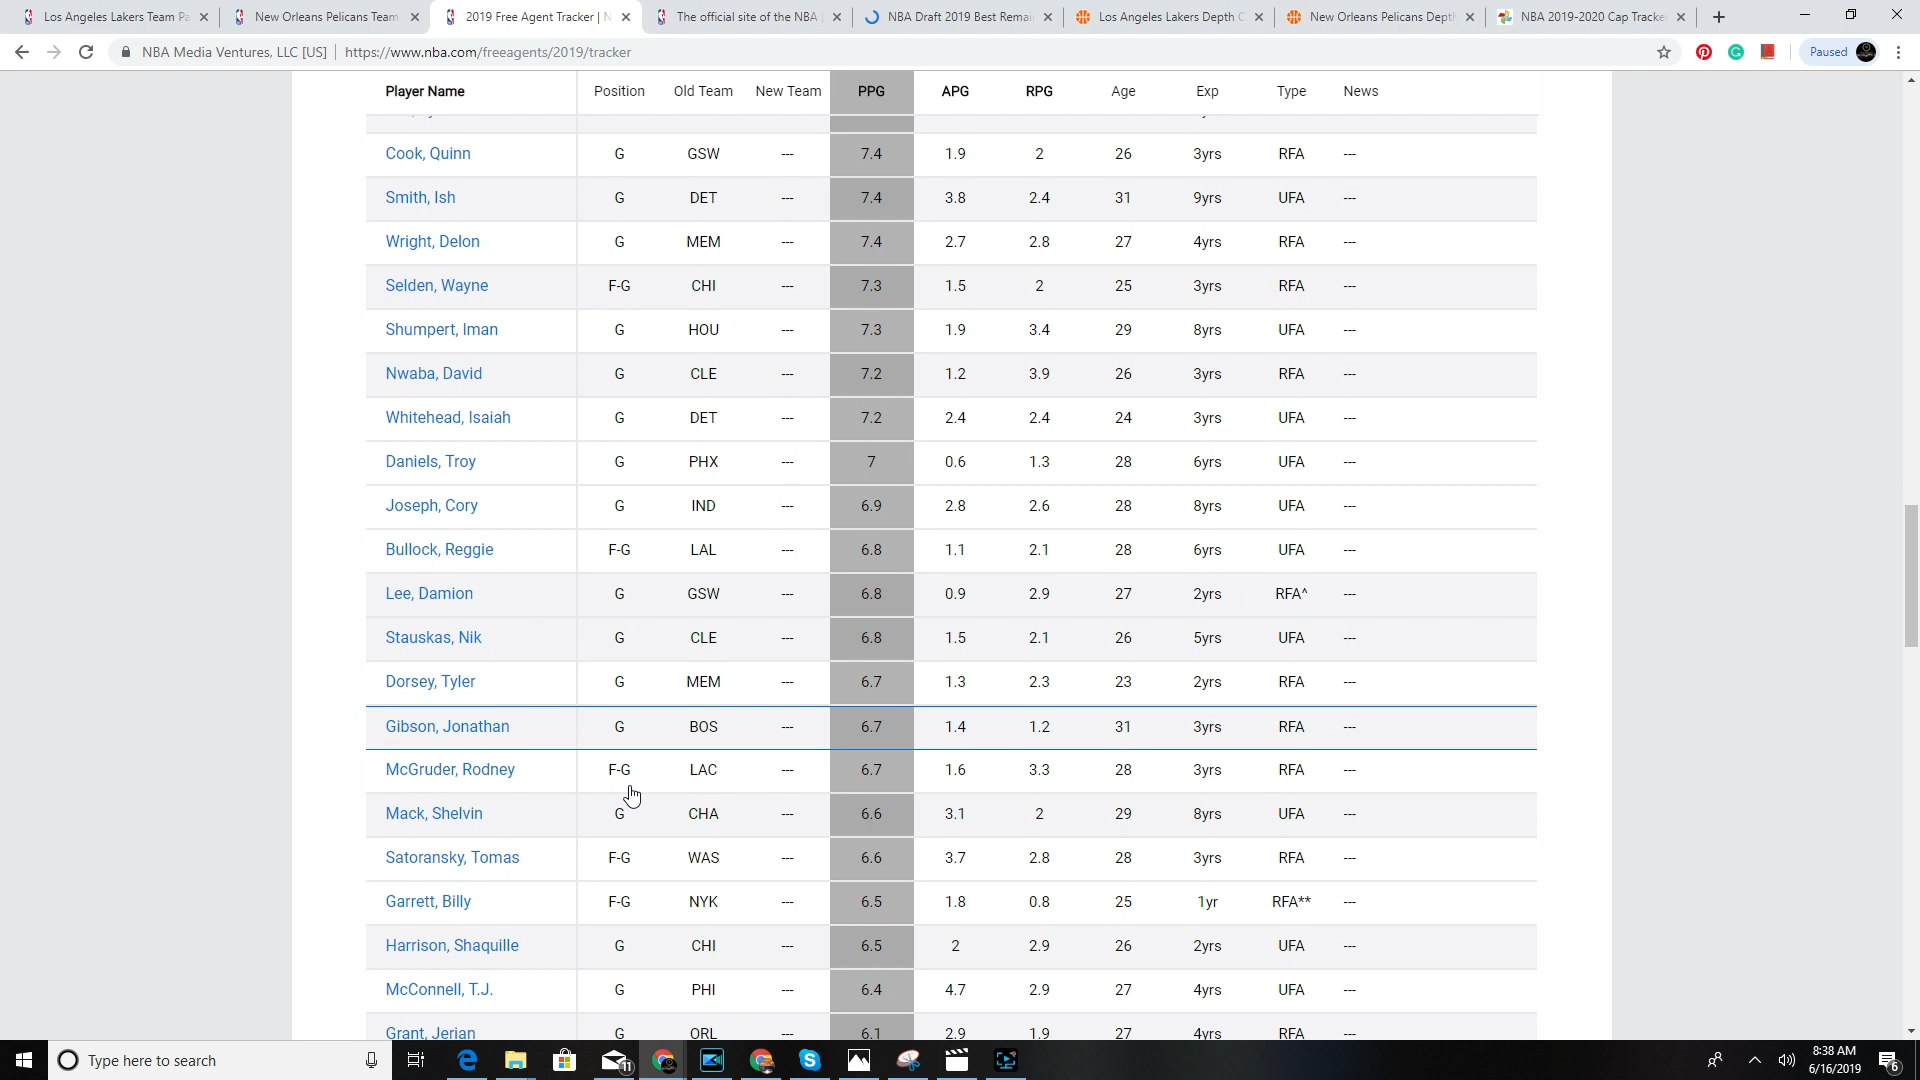 Los Angeles Lakers Team Pa
New Orleans Pelicans Team
2019 Free Agent Tracker | N
The official site of the NBA |
NBA Draft 2019 Best Remai
Los Angeles Lakers Depth C
New Orleans Pelicans Dept
NBA 2019-2020 Cap Tracke
NBA Media Ventures, LLC [US] | https://www.nba.com/freeagents/2019/tracker Paused
Player Name Position Old Team New Team PPG APG RPG Age Exp Type News
Cook, Quinn G GSW --- 7.4 1.9 2 26 3yrs RFA ---
Smith, Ish G DET --- 7.4 3.8 2.4 31 9yrs UFA ---
Wright, Delon G MEM --- 7.4 2.7 2.8 27 4yrs RFA ---
Selden, Wayne F-G CHI --- 7.3 1.5 2 25 3yrs RFA ---
Shumpert, Iman G HOU --- 7.3 1.9 3.4 29 8yrs UFA ---
Nwaba, David G CLE --- 7.2 1.2 3.9 26 3yrs RFA ---
Whitehead, Isaiah G DET --- 7.2 2.4 2.4 24 3yrs UFA ---
Daniels, Troy G PHX --- 7 0.6 1.3 28 6yrs UFA ---
Joseph, Cory G IND --- 6.9 2.8 2.6 28 8yrs UFA ---
Bullock, Reggie F-G LAL --- 6.8 1.1 2.1 28 6yrs UFA ---
Lee, Damion G GSW --- 6.8 0.9 2.9 27 2yrs RFA^ ---
Stauskas, Nik G CLE --- 6.8 1.5 2.1 26 5yrs UFA ---
Dorsey, Tyler G MEM --- 6.7 1.3 2.3 23 2yrs RFA ---
Gibson, Jonathan G BOS --- 6.7 1.4 1.2 31 3yrs RFA ---
McGruder, Rodney F-G LAC --- 6.7 1.6 3.3 28 3yrs RFA ---
Mack, Shelvin G CHA --- 6.6 3.1 2 29 8yrs UFA ---
Satoransky, Tomas F-G WAS --- 6.6 3.7 2.8 28 3yrs RFA ---
Garrett, Billy F-G NYK --- 6.5 1.8 0.8 25 1yr RFA** ---
Harrison, Shaquille G CHI --- 6.5 2 2.9 26 2yrs UFA ---
McConnell, T.J. G PHI --- 6.4 4.7 2.9 27 4yrs UFA ---
Grant, Jerian G ORL --- 6.1 2.9 1.9 27 4yrs RFA ---
Type here to search 11 8:38 AM
6/16/2019 6